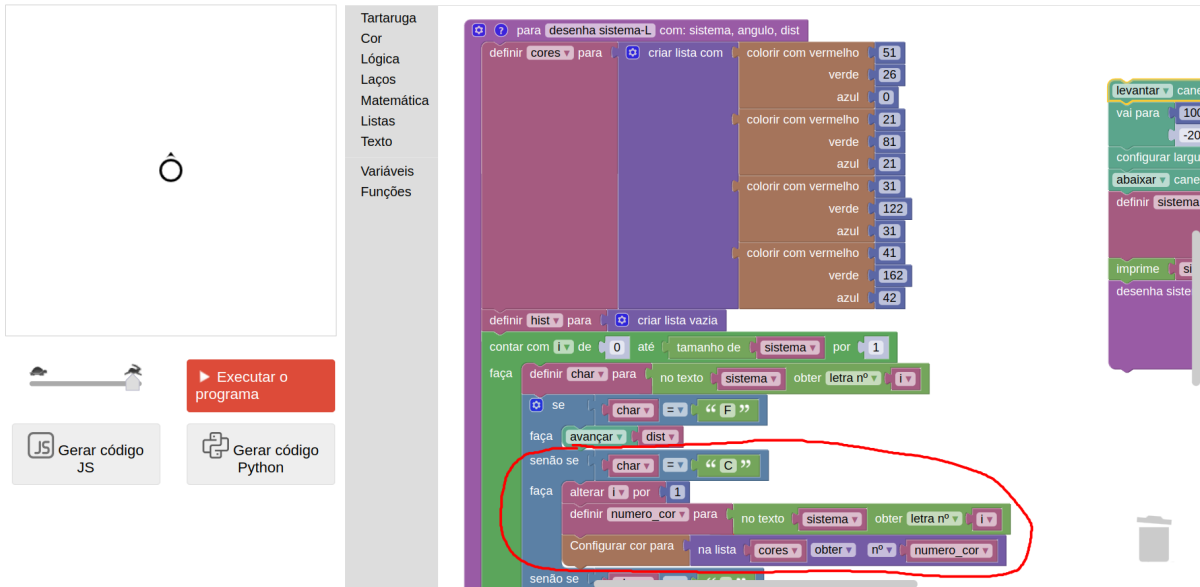 Tartaruga
Cor
Lógica
Laços
Matemática
Listas
Texto
Variáveis
Funções
Executar o
programa
JS
Gerar código
JS
Gerar código
Python
? para desenha sistema-L com: sistema, angulo, dist
definir cores para criar lista com colorir com vermelho 51
verde 26
azul 0
colorir com vermelho 21
verde 81
azul 21
colorir com vermelho 31
verde 122
azul 31
colorir com vermelho 41
verde 162
azul 42
definir hist para criar lista vazia
contar com i de 0 até tamanho de sistema por 1
faça definir char para no texto sistema obter letra nº i
se char = “ F ”
faça avançar dist
senão se char = “ C ”
faça alterar i por 1
definir numero_cor para no texto sistema obter letra nº i
Configurar cor para na lista cores obter nº numero_cor
senão se
levantar
vai para 100
-20
abaixar
definir sistema
imprime
desenha